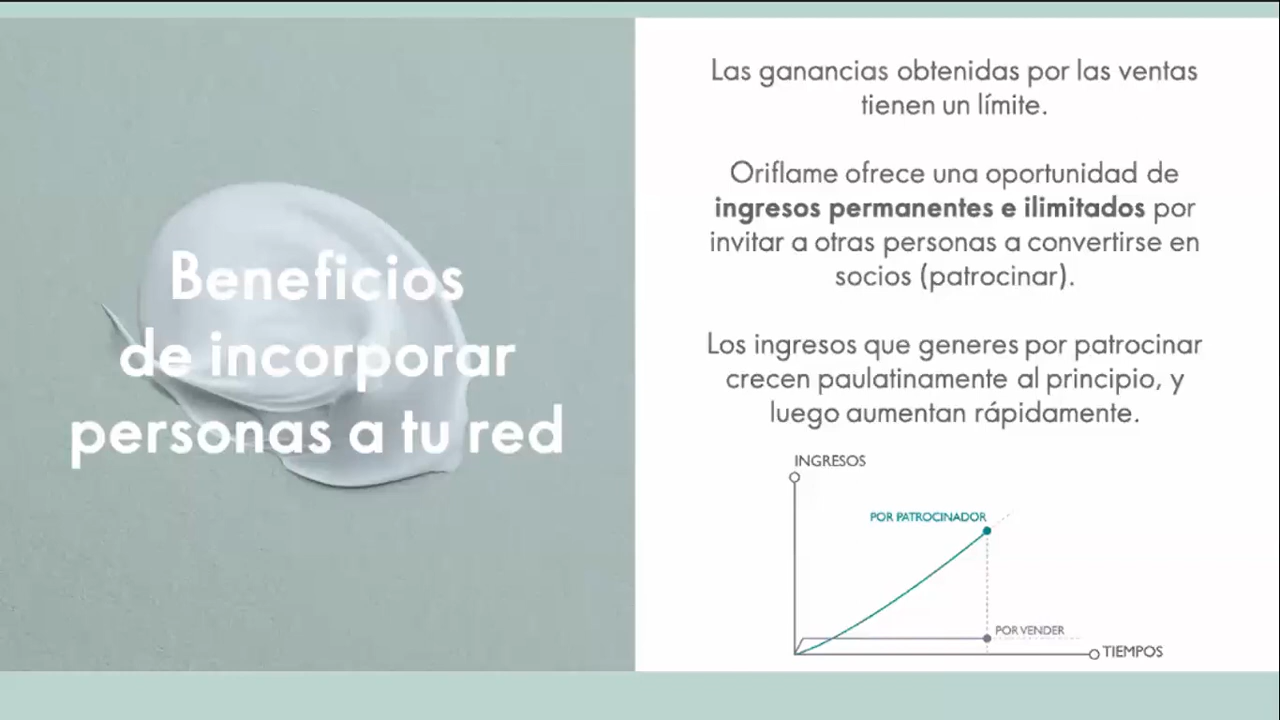 Beneficios
de incorporar
personas a tu red
Las ganancias obtenidas por las ventas
tienen un límite.
Oriflame ofrece una oportunidad de
ingresos permanentes e ilimitados por
invitar a otras personas a convertirse en
socios (patrocinar).
Los ingresos que generes por patrocinar
crecen paulatinamente al principio, y
luego aumentan rápidamente.
INGRESOS
POR PATROCINADOR
POR VENDER
TIEMPOS